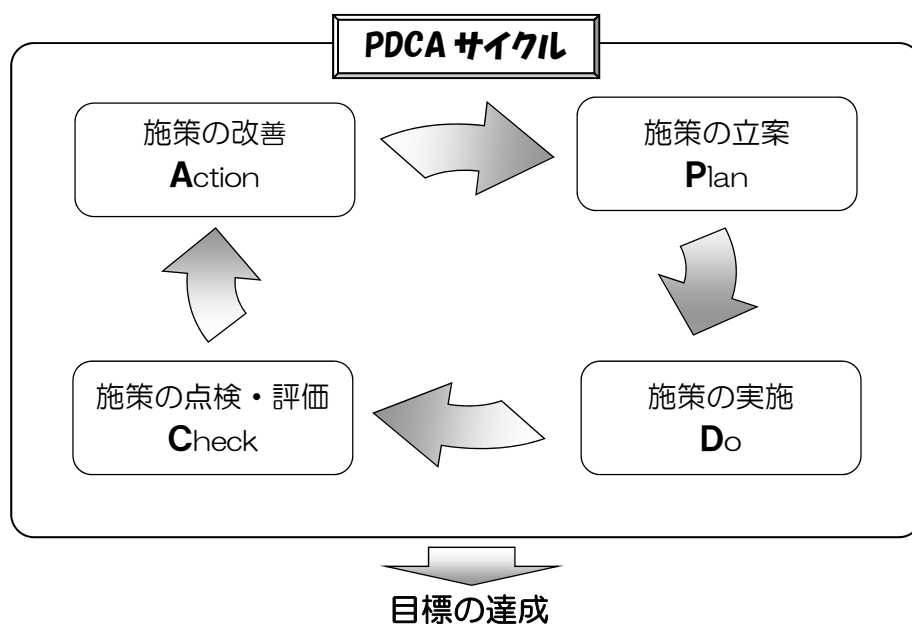 PDCA サイクル
施策の改善
Action
施策の立案
Plan
施策の点検・評価
Check
施策の実施
Do
目標の達成